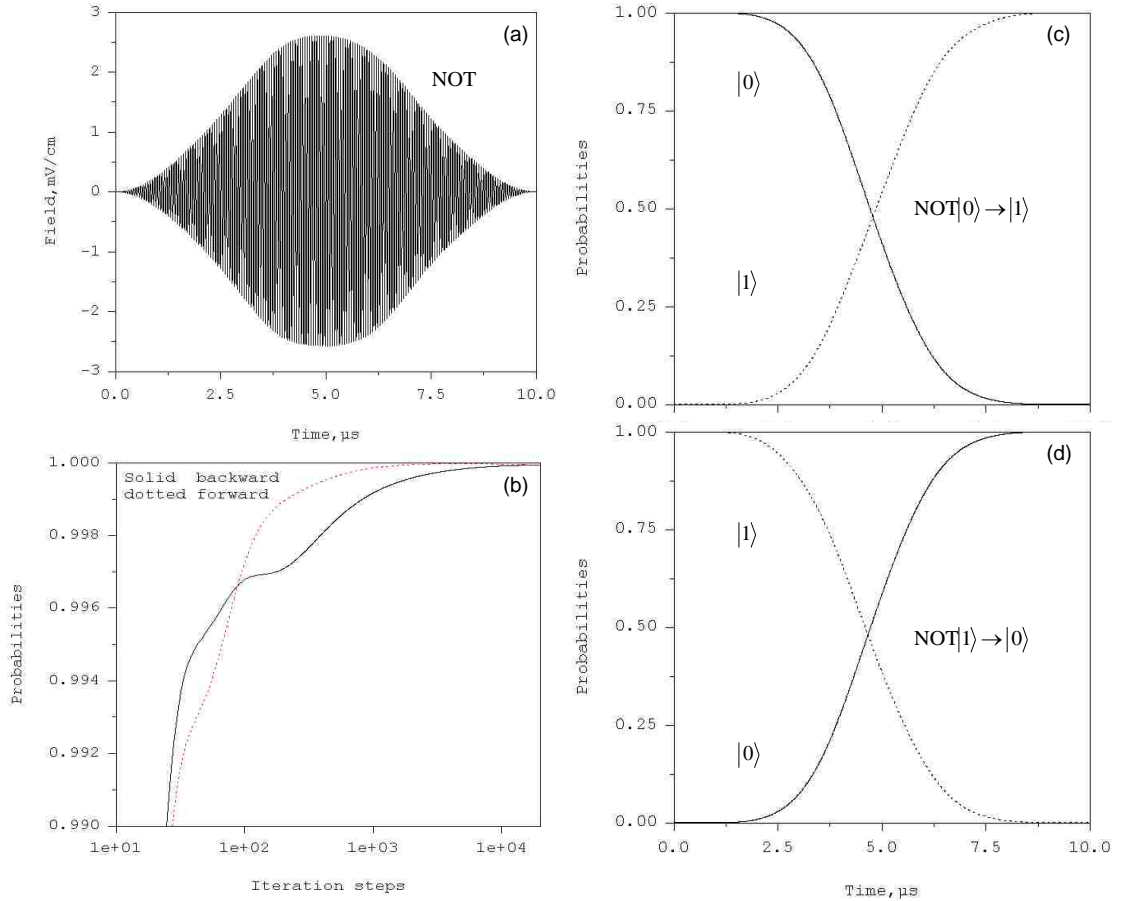 (a)
NOT
3
2
1
0
-1
-2
-3
Field,mV/cm
0.0 2.5 5.0 7.5 10.0
Time,µs
(b)
Solid backward
dotted forward
1.000
0.998
0.996
0.994
0.992
0.990
Probabilities
1e+01 1e+02 1e+03 1e+04
Iteration steps
(c)
1.00
0.75
0.50
0.25
0.00
Probabilities
|0⟩
NOT|0⟩→|1⟩
|1⟩
(d)
1.00
0.75
0.50
0.25
0.00
Probabilities
|1⟩
NOT|1⟩→|0⟩
|0⟩
0.0 2.5 5.0 7.5 10.0
Time,µs